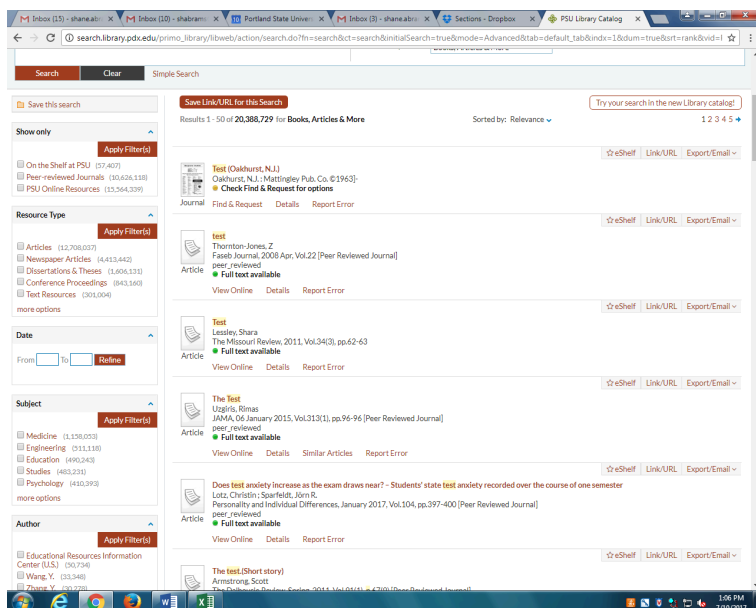 Inbox (15) - shane.abr
Inbox (10) - shabrams
Portland State Univers
Inbox (3) - shane.abra
Sections - Dropbox
PSU Library Catalog
search.library.pdx.edu/primo_library/libweb/action/search.do?fn=search&ct=search&initialSearch=true&mode=Advanced&tab=default_tab&indx=1&dum=true&srt=rank&vid=
Search
Clear
Simple Search
Save this search
Save Link/URL for this Search
Try your search in the new Library catalog!
Results 1 - 50 of 20,388,729 for Books, Articles & More
Sorted by: Relevance
1 2 3 4 5
Show only
Apply Filter(s)
On the Shelf at PSU (57,407)
Peer-reviewed Journals (10,626,118)
PSU Online Resources (15,564,339)
Resource Type
Apply Filter(s)
Articles (12,708,037)
Newspaper Articles (4,413,442)
Dissertations & Theses (1,606,131)
Conference Proceedings (843,160)
Text Resources (301,004)
more options
Date
From
To
Refine
Subject
Apply Filter(s)
Medicine (1,158,053)
Engineering (511,118)
Education (490,243)
Studies (483,231)
Psychology (410,393)
more options
Author
Apply Filter(s)
Educational Resources Information
Center (U.S.) (50,734)
Wang, Y. (33,548)
Zhang, Y. (30,778)
eShelf Link/URL Export/Email
Test (Oakhurst, N.J.)
Oakhurst, N.J. : Mattingley Pub. Co. ©1963]-
Check Find & Request for options
Journal
Find & Request Details Report Error
eShelf Link/URL Export/Email
test
Thornton-Jones, Z
Faseb Journal, 2008 Apr, Vol.22 [Peer Reviewed Journal]
peer_reviewed
Article
Full text available
View Online Details Report Error
eShelf Link/URL Export/Email
Test
Lessley, Shara
The Missouri Review, 2011, Vol.34(3), pp.62-63
Full text available
Article
View Online Details Report Error
eShelf Link/URL Export/Email
The Test
Uzgiris, Rimas
JAMA, 06 January 2015, Vol.313(1), pp.96-96 [Peer Reviewed Journal]
peer_reviewed
Article
Full text available
View Online Details Similar Articles Report Error
eShelf Link/URL Export/Email
Does test anxiety increase as the exam draws near? – Students' state test anxiety recorded over the course of one semester
Lotz, Christin ; Sparfeldt, Jörn R.
Personality and Individual Differences, January 2017, Vol.104, pp.397-400 [Peer Reviewed Journal]
peer_reviewed
Article
Full text available
View Online Details Report Error
eShelf Link/URL Export/Email
The test.(Short story)
Armstrong, Scott
1:06 PM